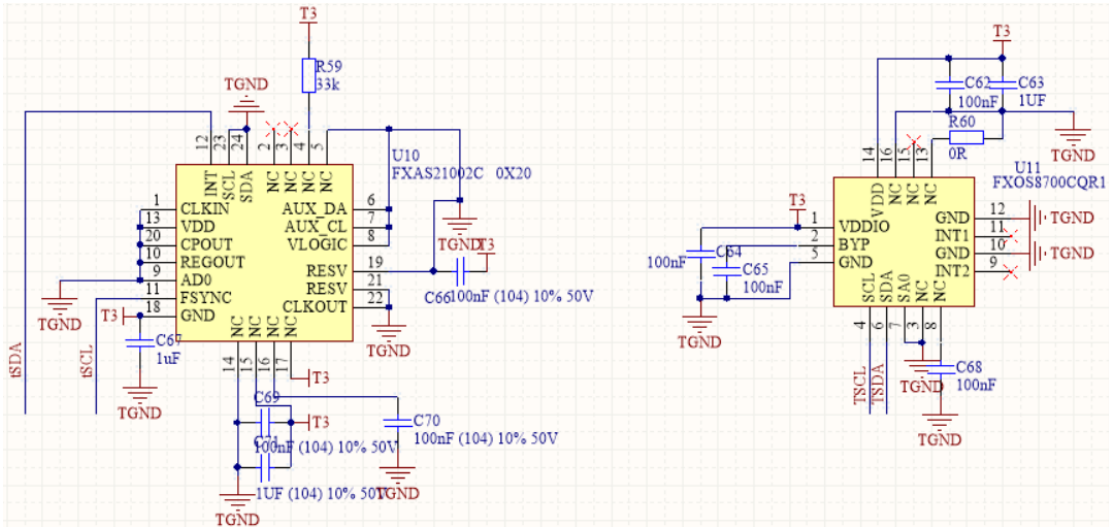 T3
R59
33k
TGND
12
23
24
2
3
4
5
INT
SCL
SDA
NC
NC
NC
NC
U10
FXAS21002C 0X20
1
CLKIN
13
VDD
20
CPOUT
10
REGOUT
9
AD0
11
FSYNC
18
GND
AUX_DA
6
AUX_CL
7
VLOGIC
8
RESV
19
RESV
21
CLKOUT
22
NC
NC
NC
NC
14
15
16
17
TGND
T3
C66
100nF (104) 10% 50V
TGND
TGND
T3
C67
1uF
TGND
tSDA
tSCL
T3
C69
T3
100nF (104) 10% 50V
C71
1UF (104) 10% 50V
TGND
C70
100nF (104) 10% 50V
TGND
T3
C62
100nF
C63
1UF
R60
0R
TGND
14
16
15
13
VDD
NC
NC
NC
U11
FXOS8700CQR1
T3
1
VDDIO
2
BYP
5
GND
GND
12
TGND
INT1
11
GND
10
TGND
INT2
9
C64
100nF
C65
100nF
TGND
SCL
SDA
SA0
NC
NC
4
6
7
3
8
TSCL
TSDA
TGND
C68
100nF
TGND